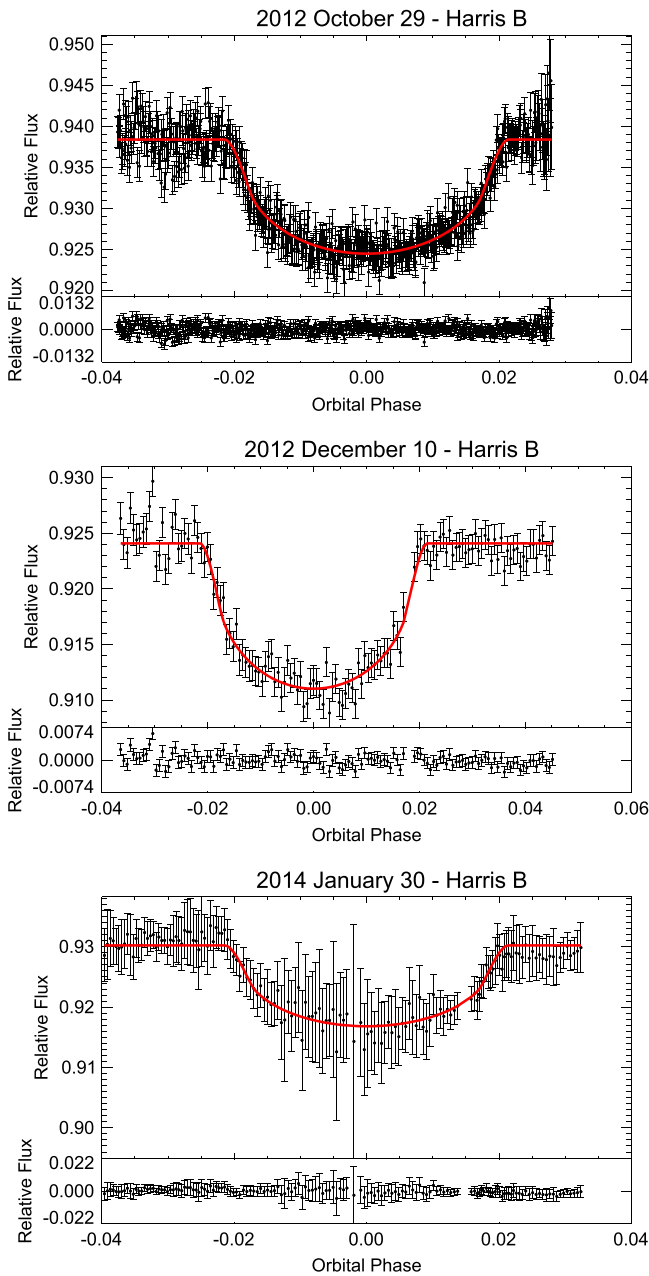 2012 October 29 - Harris B
0.950
0.945
0.940
0.935
0.930
0.925
0.920
Relative Flux
0.0132
0.0000
-0.0132
Relative Flux
-0.04 -0.02 0.00 0.02 0.04
Orbital Phase
2012 December 10 - Harris B
0.930
0.925
0.920
0.915
0.910
Relative Flux
0.0074
0.0000
-0.0074
Relative Flux
-0.04 -0.02 0.00 0.02 0.04 0.06
Orbital Phase
2014 January 30 - Harris B
0.93
0.92
0.91
0.90
Relative Flux
0.022
0.000
-0.022
Relative Flux
-0.04 -0.02 0.00 0.02 0.04
Orbital Phase